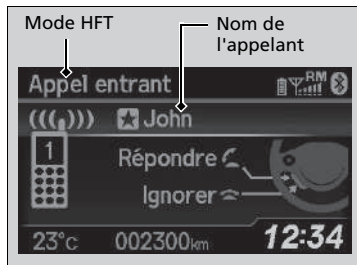 Mode HFT
Nom de
l'appelant
Appel entrant
RM
John
1
Répondre
Ignorer
23°c 002300km 12:34